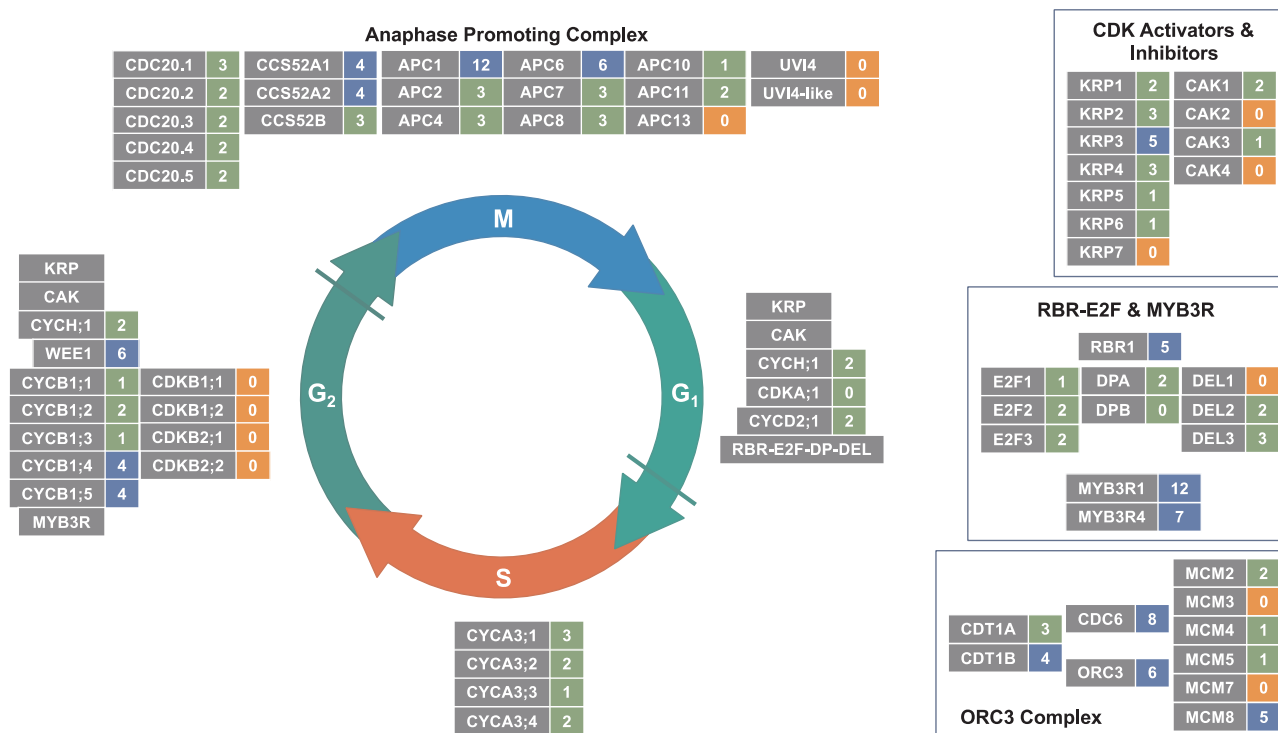 Anaphase Promoting Complex
CDC20.1 3 CCS52A1 4 APC1 12 APC6 6 APC10 1 UVI4 0
CDC20.2 2 CCS52A2 4 APC2 3 APC7 3 APC11 2 UVI4-like 0
CDC20.3 2 CCS52B 3 APC4 3 APC8 3 APC13 0
CDC20.4 2
CDC20.5 2
CDK Activators &
Inhibitors
KRP1 2 CAK1 2
KRP2 3 CAK2 0
KRP3 5 CAK3 1
KRP4 3 CAK4 0
KRP5 1
KRP6 1
KRP7 0
M
G1
S
G2
KRP
CAK
CYCH;1 2
WEE1 6
CYCB1;1 1 CDKB1;1 0
CYCB1;2 2 CDKB1;2 0
CYCB1;3 1 CDKB2;1 0
CYCB1;4 4 CDKB2;2 0
CYCB1;5 4
MYB3R
KRP
CAK
CYCH;1 2
CDKA;1 0
CYCD2;1 2
RBR-E2F-DP-DEL
RBR-E2F & MYB3R
RBR1 5
E2F1 1 DPA 2 DEL1 0
E2F2 2 DPB 0 DEL2 2
E2F3 2 DEL3 3
MYB3R1 12
MYB3R4 7
CYCA3;1 3
CYCA3;2 2
CYCA3;3 1
CYCA3;4 2
CDT1A 3
CDT1B 4
CDC6 8
ORC3 6
MCM2 2
MCM3 0
MCM4 1
MCM5 1
MCM7 0
MCM8 5
ORC3 Complex